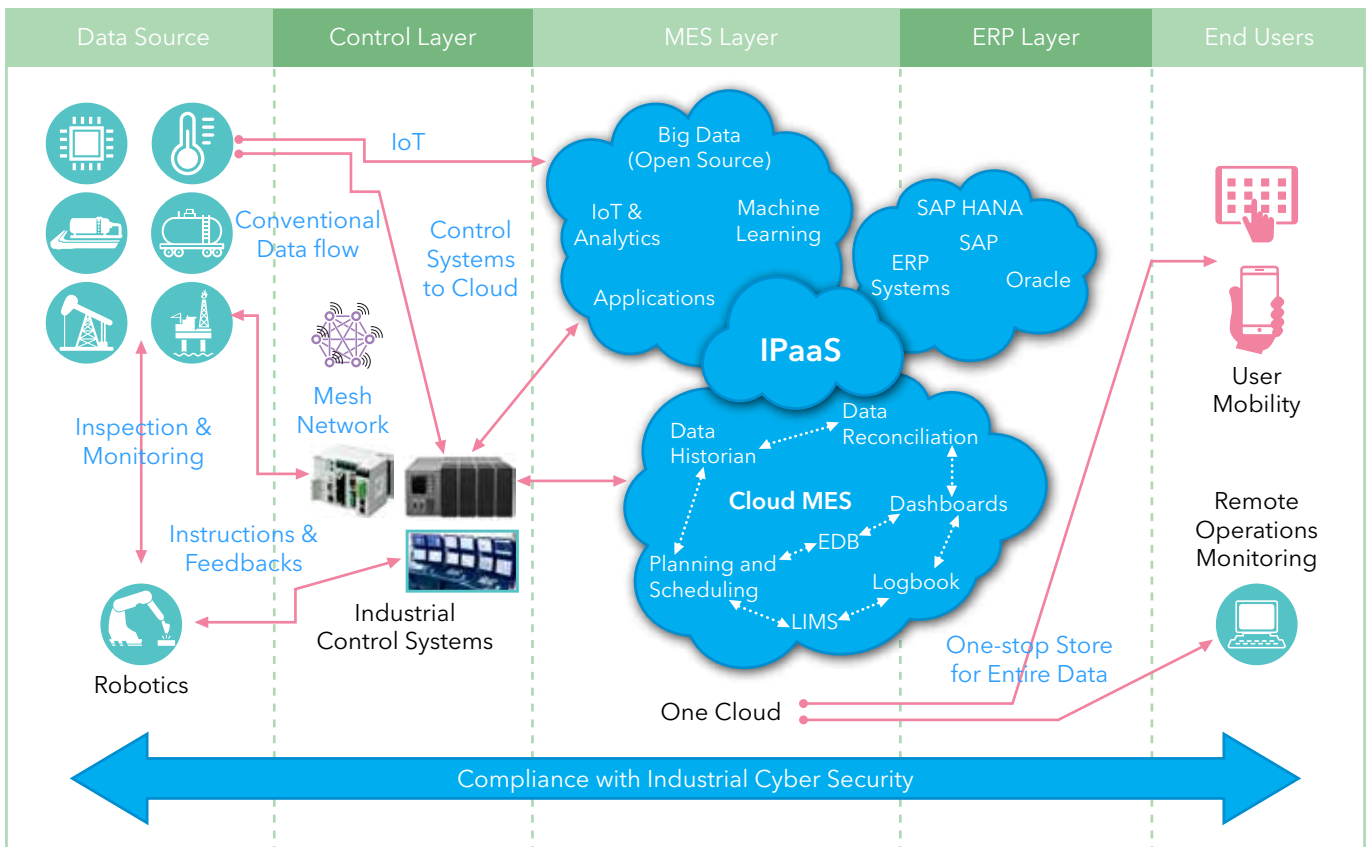 Data Source
Control Layer
MES Layer
ERP Layer
End Users
IoT
Conventional
Data flow
Control
Systems
to Cloud
Mesh
Network
Inspection &
Monitoring
Instructions &
Feedbacks
Robotics
Industrial
Control Systems
Big Data
(Open Source)
IoT &
Analytics
Machine
Learning
Applications
SAP HANA
SAP
ERP
Systems
Oracle
IPaaS
Data
Historian
Data
Reconciliation
Cloud MES
Dashboards
EDB
Planning and
Scheduling
Logbook
LIMS
One Cloud
One-stop Store
for Entire Data
User
Mobility
Remote
Operations
Monitoring
Compliance with Industrial Cyber Security